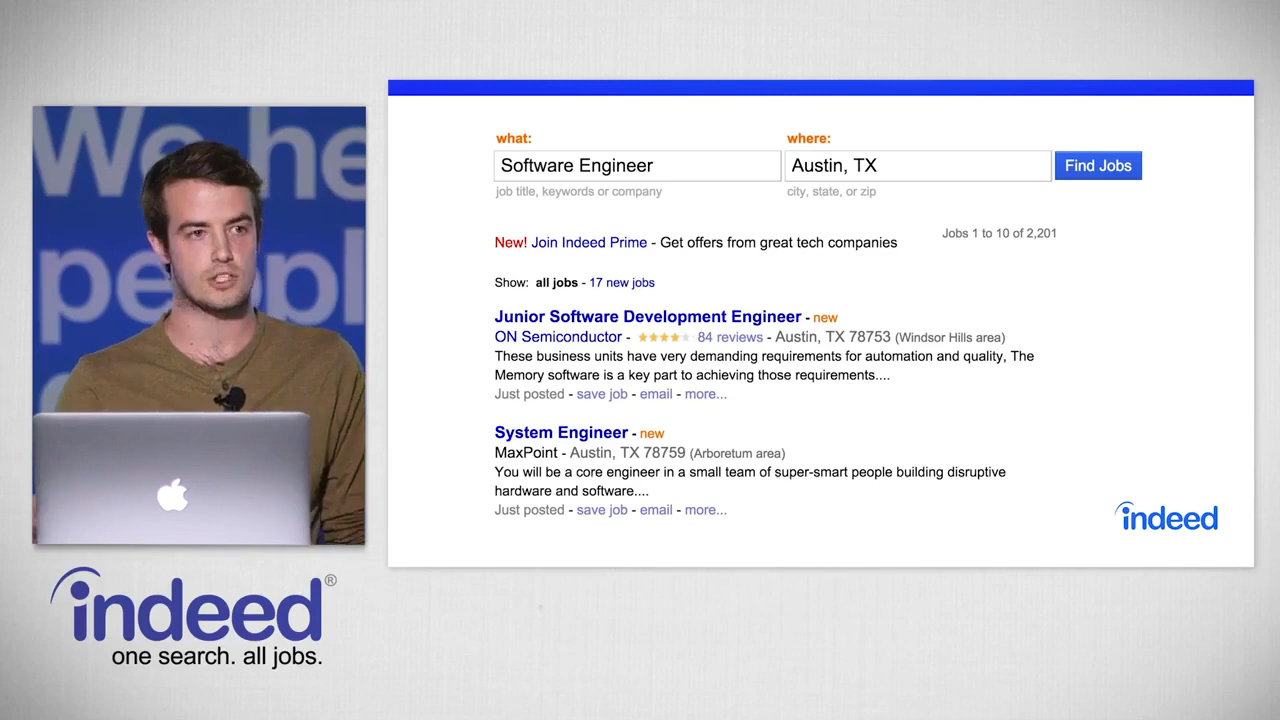 We he
peopl
indeed®
one search. all jobs.
what:
where:
Software Engineer
Austin, TX
Find Jobs
job title, keywords or company
city, state, or zip
Jobs 1 to 10 of 2,201
New! Join Indeed Prime - Get offers from great tech companies
Show: all jobs - 17 new jobs
Junior Software Development Engineer - new
ON Semiconductor - 84 reviews - Austin, TX 78753 (Windsor Hills area)
These business units have very demanding requirements for automation and quality, The
Memory software is a key part to achieving those requirements....
Just posted - save job - email - more...
System Engineer - new
MaxPoint - Austin, TX 78759 (Arboretum area)
You will be a core engineer in a small team of super-smart people building disruptive
hardware and software....
Just posted - save job - email - more...
indeed